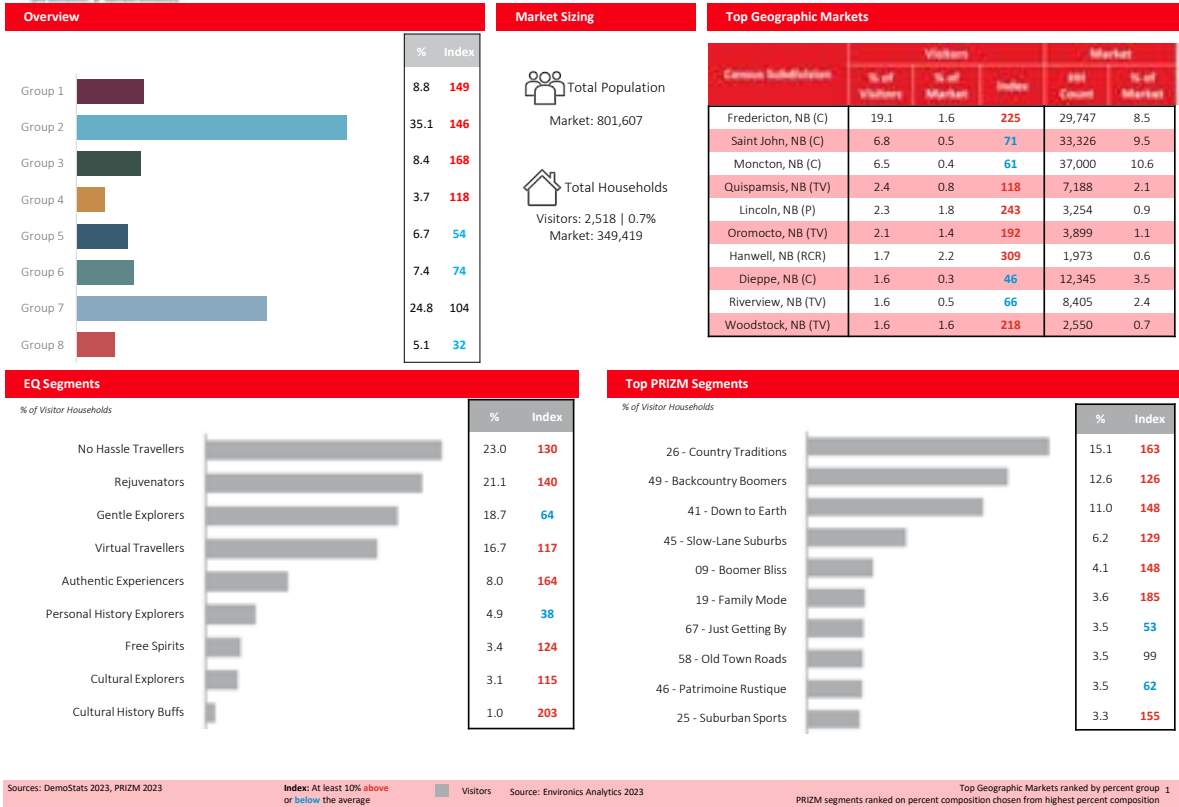 Overview
Market Sizing
Top Geographic Markets
% Index
Group 1 8.8 149
Group 2 35.1 146
Group 3 8.4 168
Group 4 3.7 118
Group 5 6.7 54
Group 6 7.4 74
Group 7 24.8 104
Group 8 5.1 32
Total Population
Market: 801,607
Total Households
Visitors: 2,518 | 0.7%
Market: 349,419
Visitors Market
Census Subdivision % of Visitors % of Market Index HH Count % of Market
Fredericton, NB (C) 19.1 1.6 225 29,747 8.5
Saint John, NB (C) 6.8 0.5 71 33,326 9.5
Moncton, NB (C) 6.5 0.4 61 37,000 10.6
Quispamsis, NB (TV) 2.4 0.8 118 7,188 2.1
Lincoln, NB (P) 2.3 1.8 243 3,254 0.9
Oromocto, NB (TV) 2.1 1.4 192 3,899 1.1
Hanwell, NB (RCR) 1.7 2.2 309 1,973 0.6
Dieppe, NB (C) 1.6 0.3 46 12,345 3.5
Riverview, NB (TV) 1.6 0.5 66 8,405 2.4
Woodstock, NB (TV) 1.6 1.6 218 2,550 0.7
EQ Segments
% of Visitor Households
% Index
No Hassle Travellers 23.0 130
Rejuvenators 21.1 140
Gentle Explorers 18.7 64
Virtual Travellers 16.7 117
Authentic Experiencers 8.0 164
Personal History Explorers 4.9 38
Free Spirits 3.4 124
Cultural Explorers 3.1 115
Cultural History Buffs 1.0 203
Top PRIZM Segments
% of Visitor Households
% Index
26 - Country Traditions 15.1 163
49 - Backcountry Boomers 12.6 126
41 - Down to Earth 11.0 148
45 - Slow-Lane Suburbs 6.2 129
09 - Boomer Bliss 4.1 148
19 - Family Mode 3.6 185
67 - Just Getting By 3.5 53
58 - Old Town Roads 3.5 99
46 - Patrimoine Rustique 3.5 62
25 - Suburban Sports 3.3 155
Sources: DemoStats 2023, PRIZM 2023
Index: At least 10% above
or below the average
Visitors
Source: Environics Analytics 2023
Top Geographic Markets ranked by percent group 1
PRIZM segments ranked on percent composition chosen from highest percent composition